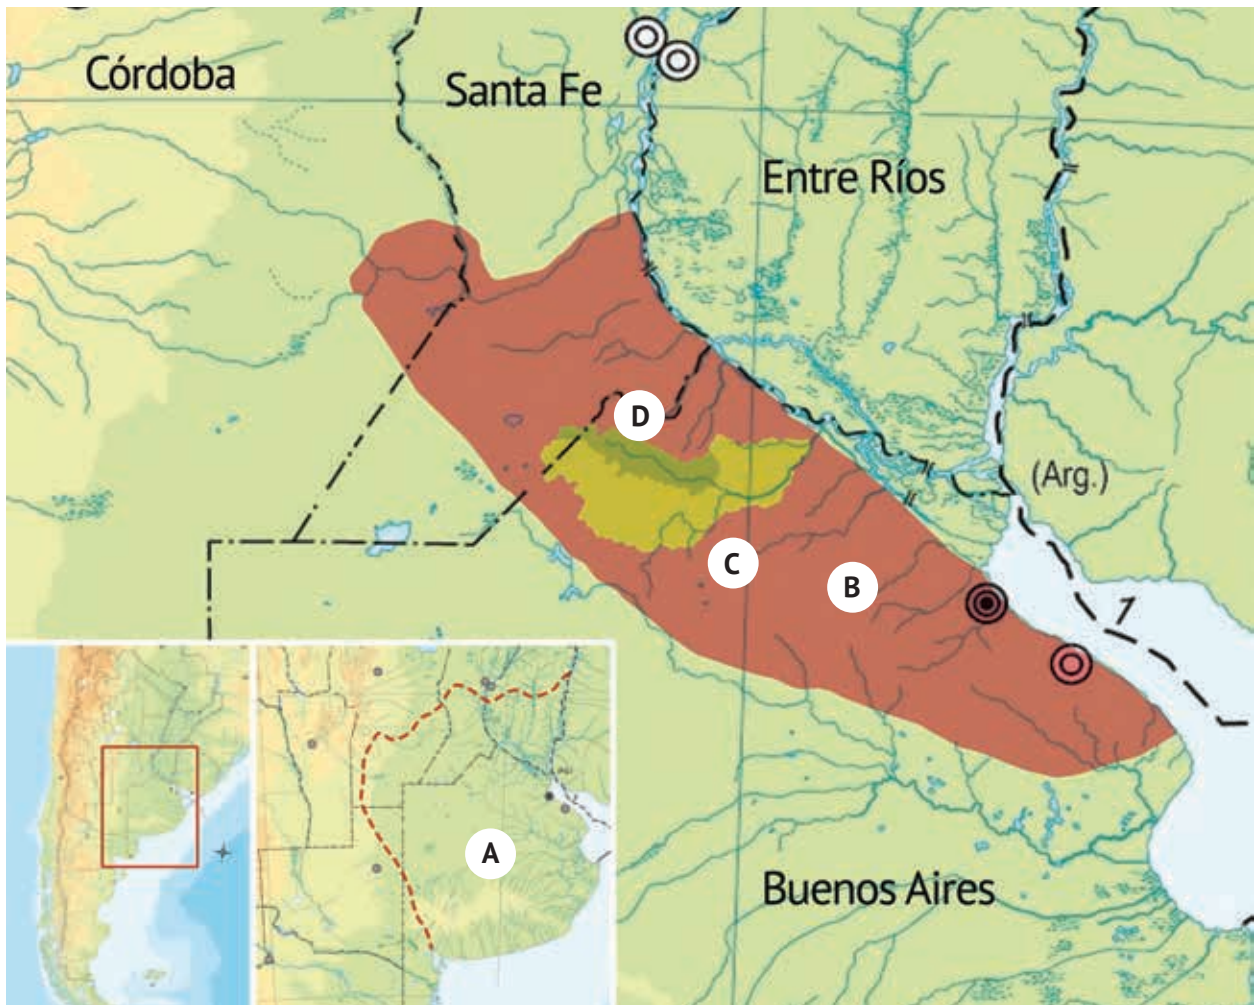 Córdoba
Santa Fe
Entre Ríos
D
(Arg.)
C
B
1
A
Buenos Aires